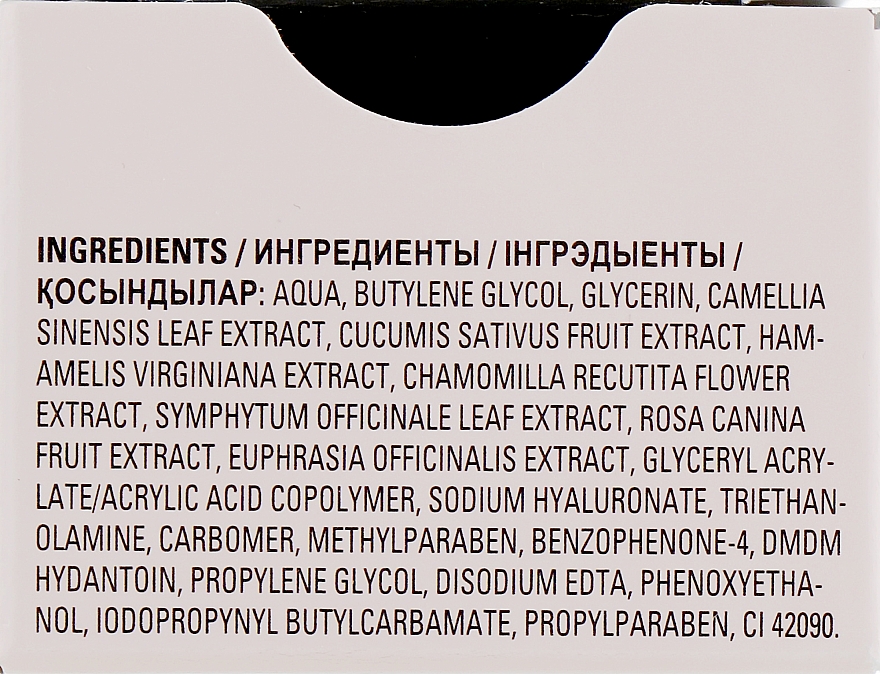 INGREDIENTS / ИНГРЕДИЕНТЫ / ІНГРЭДЫЕНТЫ /
ҚОСЫНДЫЛАР: AQUA, BUTYLENE GLYCOL, GLYCERIN, CAMELLIA
SINENSIS LEAF EXTRACT, CUCUMIS SATIVUS FRUIT EXTRACT, HAM-
AMELIS VIRGINIANA EXTRACT, CHAMOMILLA RECUTITA FLOWER
EXTRACT, SYMPHYTUM OFFICINALE LEAF EXTRACT, ROSA CANINA
FRUIT EXTRACT, EUPHRASIA OFFICINALIS EXTRACT, GLYCERYL ACRY-
LATE/ACRYLIC ACID COPOLYMER, SODIUM HYALURONATE, TRIETHAN-
OLAMINE, CARBOMER, METHYLPARABEN, BENZOPHENONE-4, DMDM
HYDANTOIN, PROPYLENE GLYCOL, DISODIUM EDTA, PHENOXYETHA-
NOL, IODOPROPYNYL BUTYLCARBAMATE, PROPYLPARABEN, CI 42090.